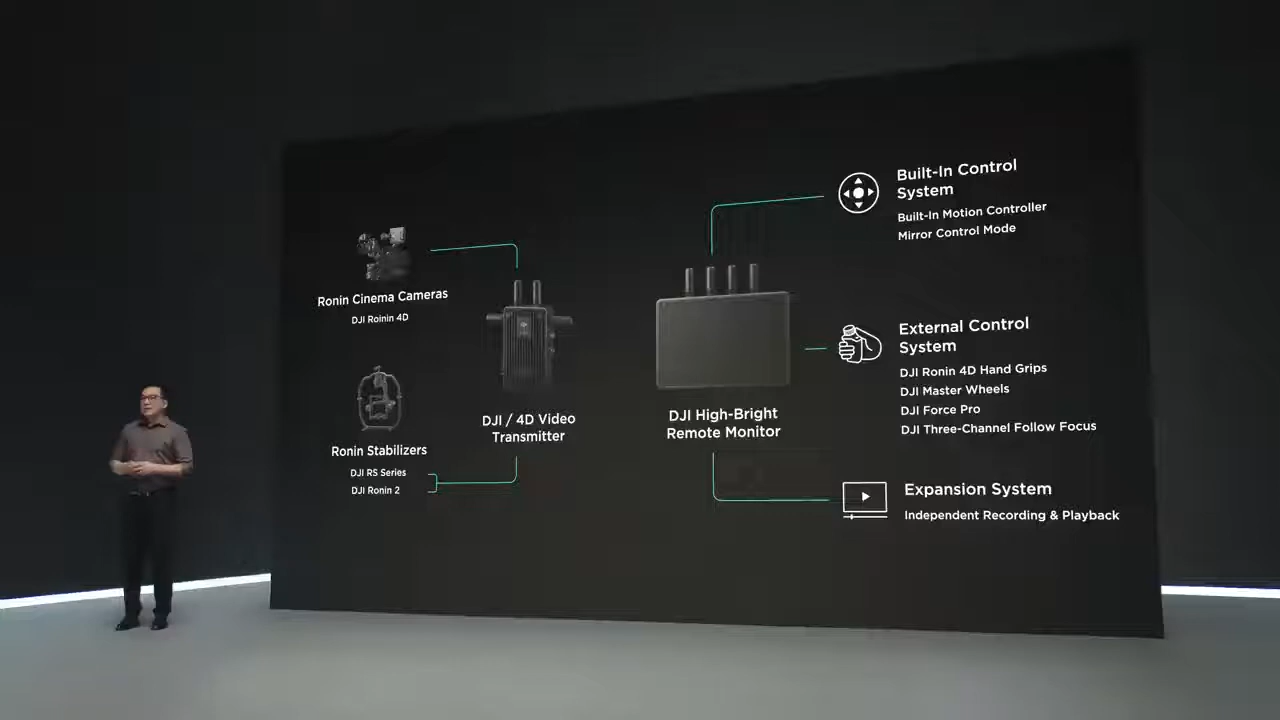 Ronin Cinema Cameras
DJI Roinin 4D
Ronin Stabilizers
DJI RS Series
DJI Ronin 2
DJI / 4D Video
Transmitter
DJI High-Bright
Remote Monitor
Built-In Control
System
Built-In Motion Controller
Mirror Control Mode
External Control
System
DJI Ronin 4D Hand Grips
DJI Master Wheels
DJI Force Pro
DJI Three-Channel Follow Focus
Expansion System
Independent Recording & Playback